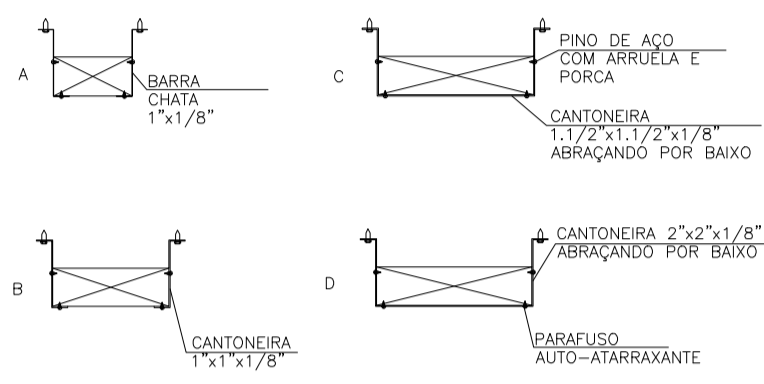 A
BARRA
CHATA
1"x1/8"
C
PINO DE AÇO
COM ARRUELA E
PORCA
CANTONEIRA
1.1/2"x1.1/2"x1/8"
ABRAÇANDO POR BAIXO
B
CANTONEIRA
1"x1"x1/8"
D
CANTONEIRA 2"x2"x1/8"
ABRAÇANDO POR BAIXO
PARAFUSO
AUTO-ATARRAXANTE